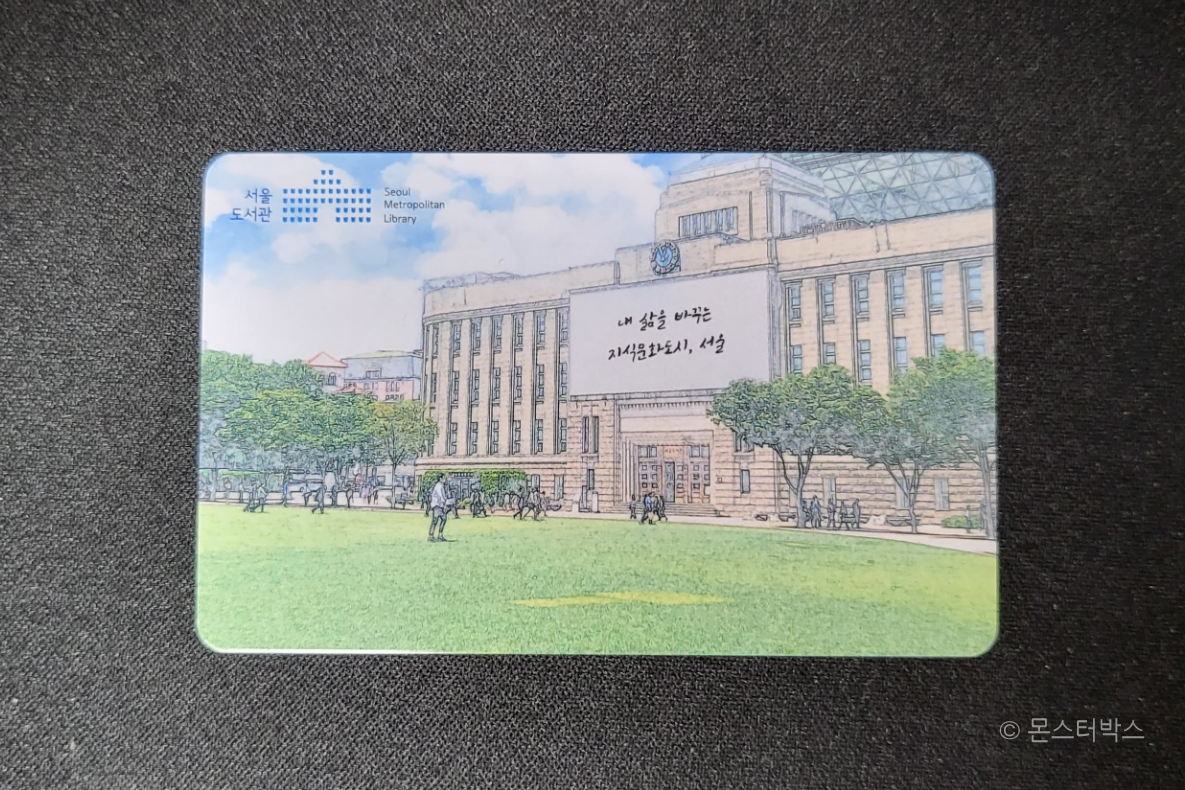 서울
도서관
Seoul
Metropolitan
Library
내 삶을 바꾸는
지식문화도시, 서울
© 몬스터박스